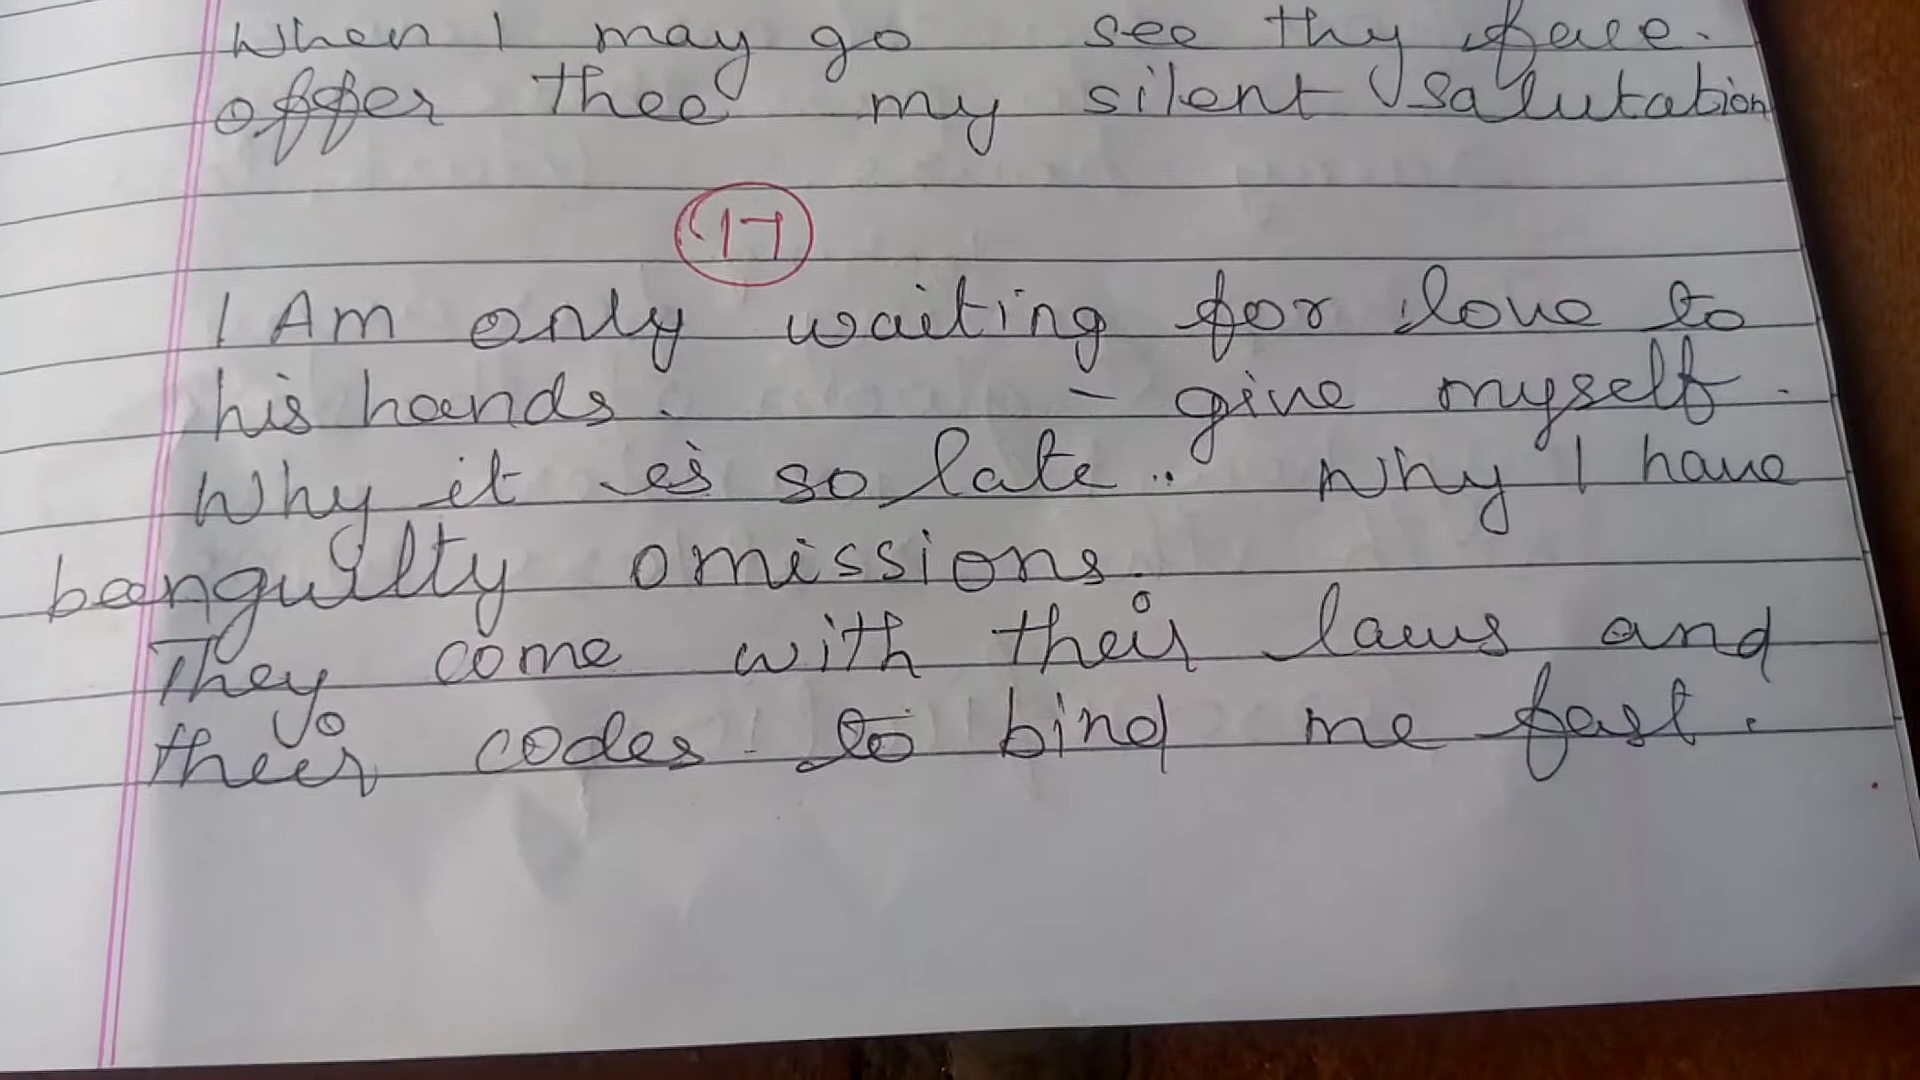 When I may go see thy face.
offer thee my silent salutation
17
I Am only waiting for love to
his hands. - give myself.
Why it is so late.. Why I have
beenguilty omissions.
They come with their laws and
their codes to bind me fast.